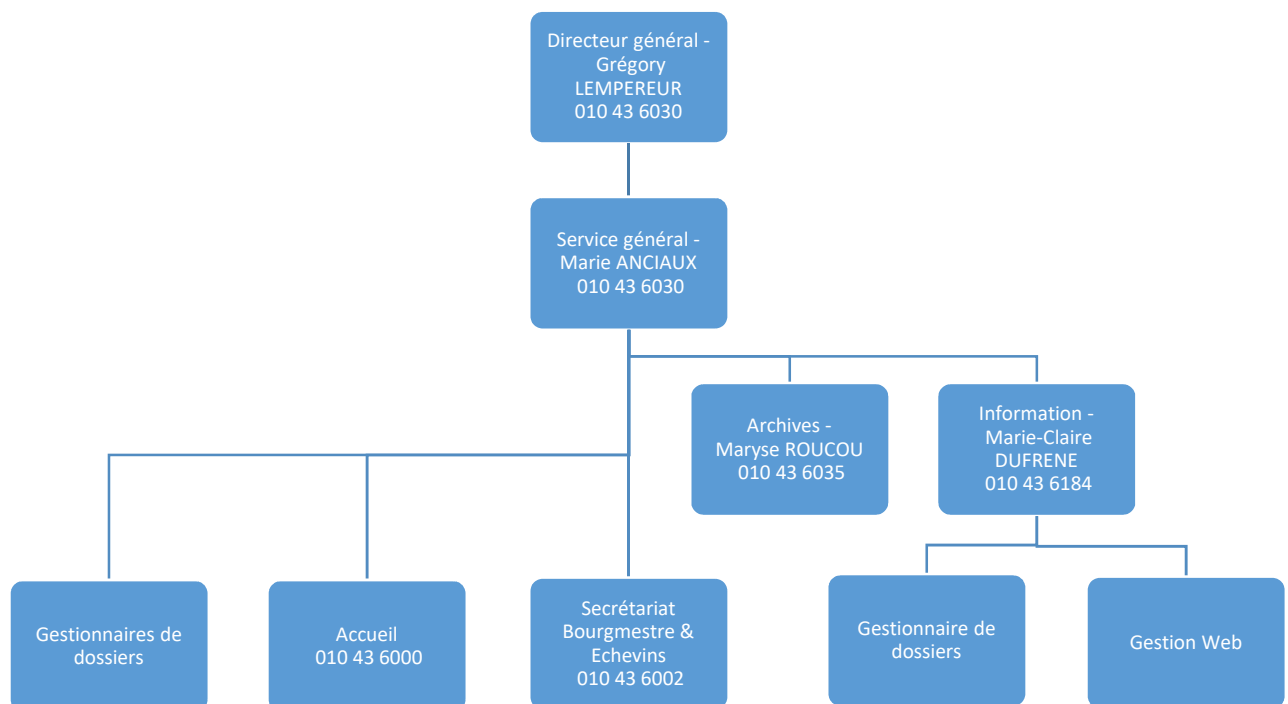 Directeur général -
Grégory
LEMPEREUR
010 43 6030
Service général -
Marie ANCIAUX
010 43 6030
Archives -
Maryse ROUCOU
010 43 6035
Information -
Marie-Claire
DUFRENE
010 43 6184
Gestionnaires de
dossiers
Accueil
010 43 6000
Secrétariat
Bourgmestre &
Echevins
010 43 6002
Gestionnaire de
dossiers
Gestion Web